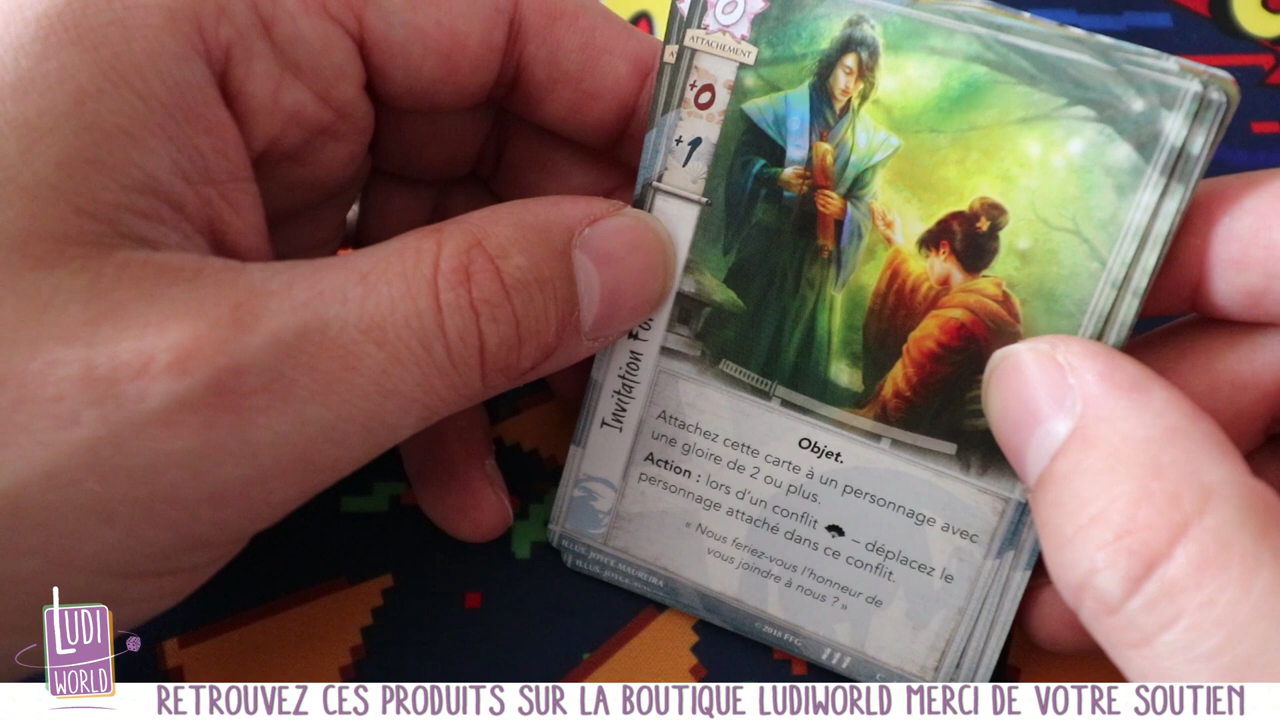 0
ATTACHEMENT
+0
+1
Objet.
Attachez cette carte à un personnage avec
une gloire de 2 ou plus.
Action : lors d'un conflit – déplacez le
personnage attaché dans ce conflit.
« Nous feriez-vous l'honneur de
vous joindre à nous ? »
Invitation
ILLUS. JOYCE MAUREIRA
© 2018 FFG
111
LUDI
WORLD
RETROUVEZ CES PRODUITS SUR LA BOUTIQUE LUDIWORLD MERCI DE VOTRE SOUTIEN